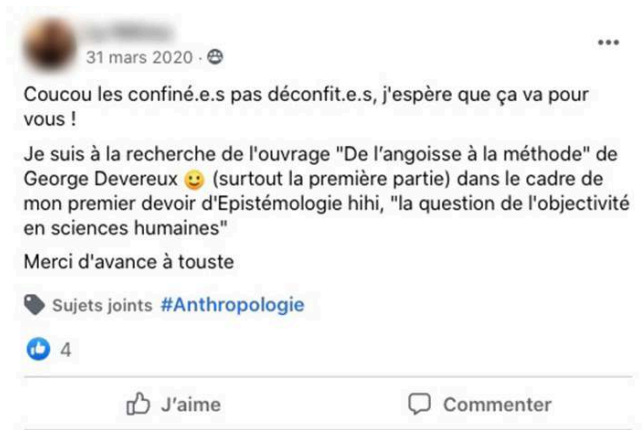 31 mars 2020 ·
Coucou les confiné.e.s pas déconfit.e.s, j'espère que ça va pour
vous !
Je suis à la recherche de l'ouvrage "De l’angoisse à la méthode" de
George Devereux 🙂 (surtout la première partie) dans le cadre de
mon premier devoir d'Epistémologie hihi, "la question de l'objectivité
en sciences humaines"
Merci d'avance à touste
Sujets joints #Anthropologie
4
J’aime
Commenter